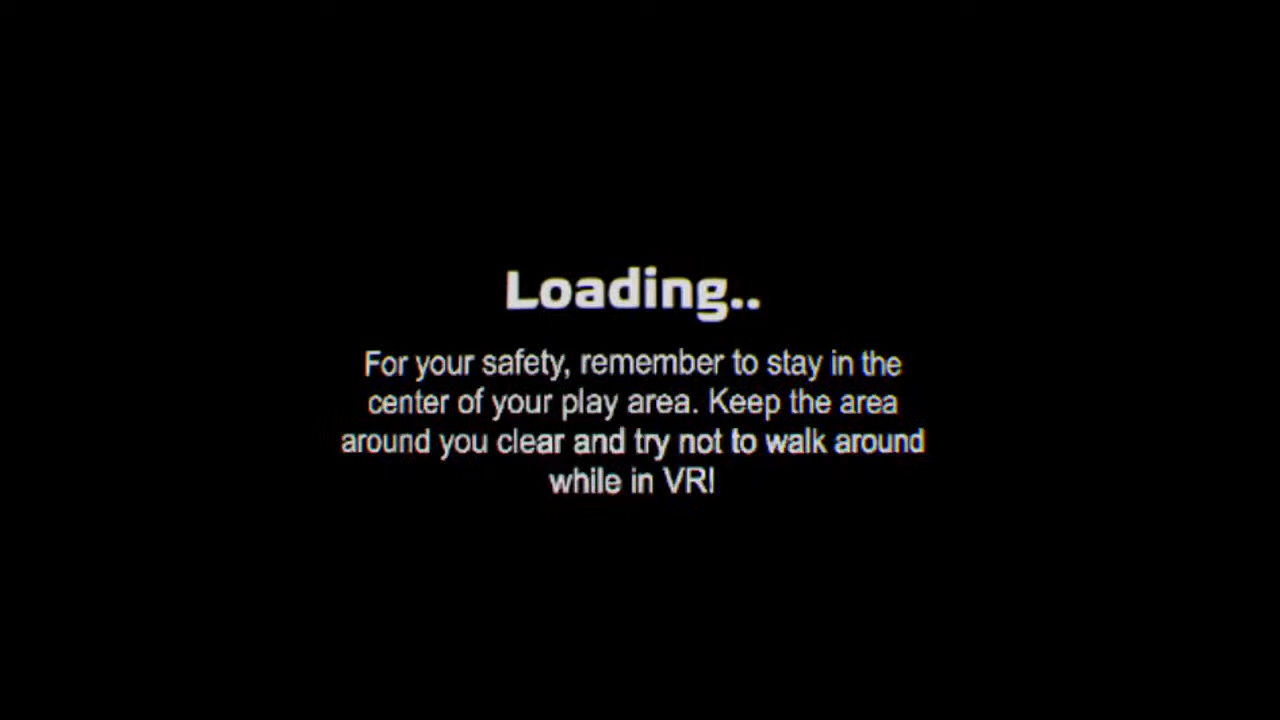 Loading..
For your safety, remember to stay in the
center of your play area. Keep the area
around you clear and try not to walk around
while in VR!